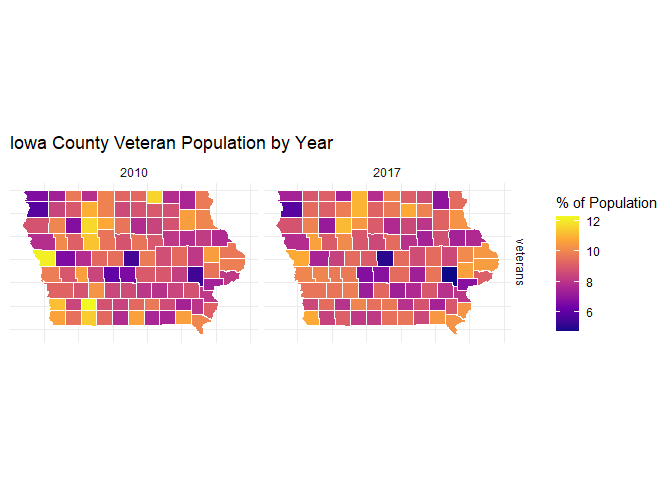 Iowa County Veteran Population by Year
2010
2017
veterans
% of Population
12
10
8
6